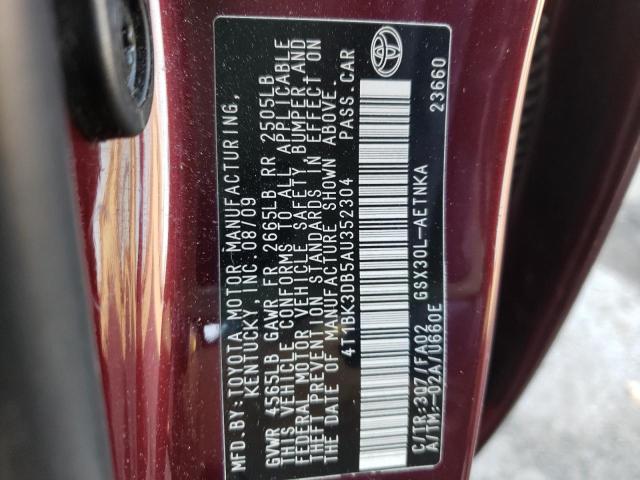 MFD.BY:TOYOTA MOTOR MANUFACTURING,
KENTUCKY, INC. 08/09
GVWR 4565LB GAWR FR 2665LB RR 2505LB
THIS VEHICLE CONFORMS TO ALL APPLICABLE
FEDERAL MOTOR VEHICLE SAFETY, BUMPER, AND
THEFT PREVENTION STANDARDS IN EFFECT ON
THE DATE OF MANUFACTURE SHOWN ABOVE.
4T1BK3DB5AU352304 PASS.CAR
C/TR:3Q7/FA02 GSX30L-AETNKA
A/TM:-02A/U660E 23660